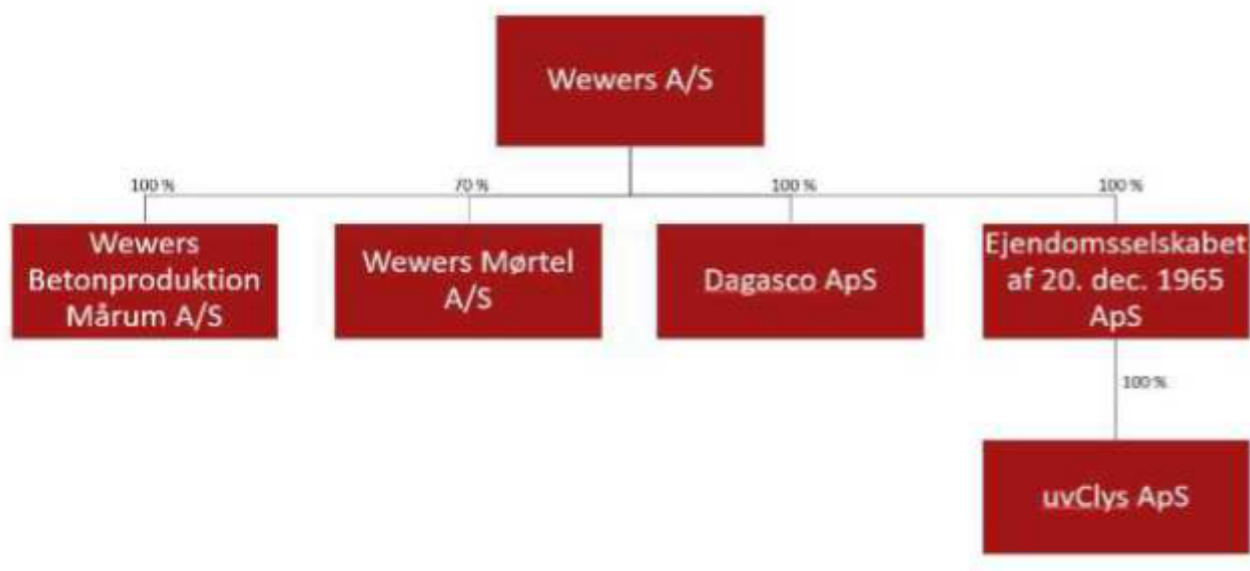 Wewers A/S
100 %
70 %
100 %
100 %
Wewers
Betonproduktion
Mårum A/S
Wewers Mørtel
A/S
Dagasco ApS
Ejendomsselskabet
af 20. dec. 1965
ApS
100 %
uvClys ApS